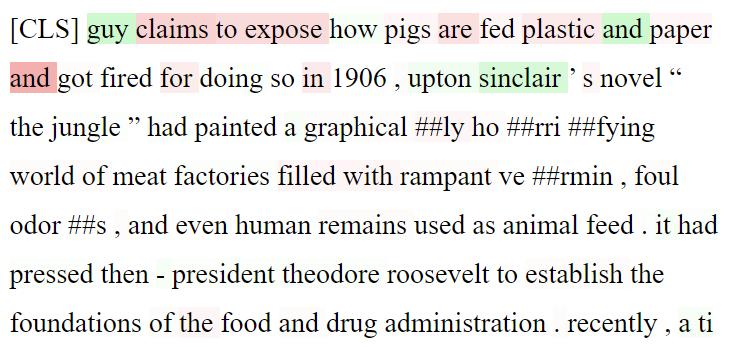 [CLS] guy claims to expose how pigs are fed plastic and paper
and got fired for doing so in 1906 , upton sinclair ’ s novel “
the jungle ” had painted a graphical ##ly ho ##rri ##fying
world of meat factories filled with rampant ve ##rmin , foul
odor ##s , and even human remains used as animal feed . it had
pressed then - president theodore roosevelt to establish the
foundations of the food and drug administration . recently , a ti